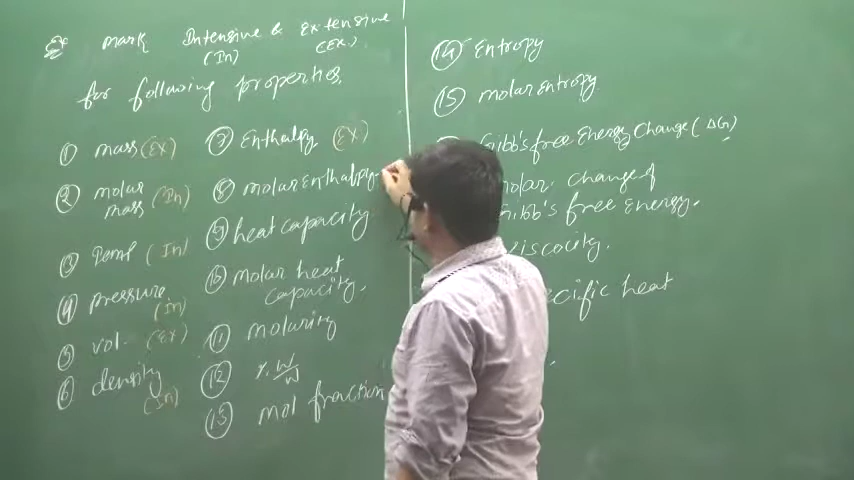 Ex mark Intensive & Extensive
(In) (Ex.)
for following properties.
① mass (Ex)
② molar mass (In)
③ Temp (In)
④ pressure (In)
⑤ vol. (Ex)
⑥ density (In)
⑦ Enthalpy (Ex)
⑧ molar Enthalpy
⑨ heat capacity
⑩ molar heat
capacity.
⑪ molarity
⑫ % w/w
⑬ mol fraction
⑭ Entropy
⑮ molar entropy
Gibb's free Energy Change (ΔG)
molar change of
Gibb's free energy.
viscosity.
heat